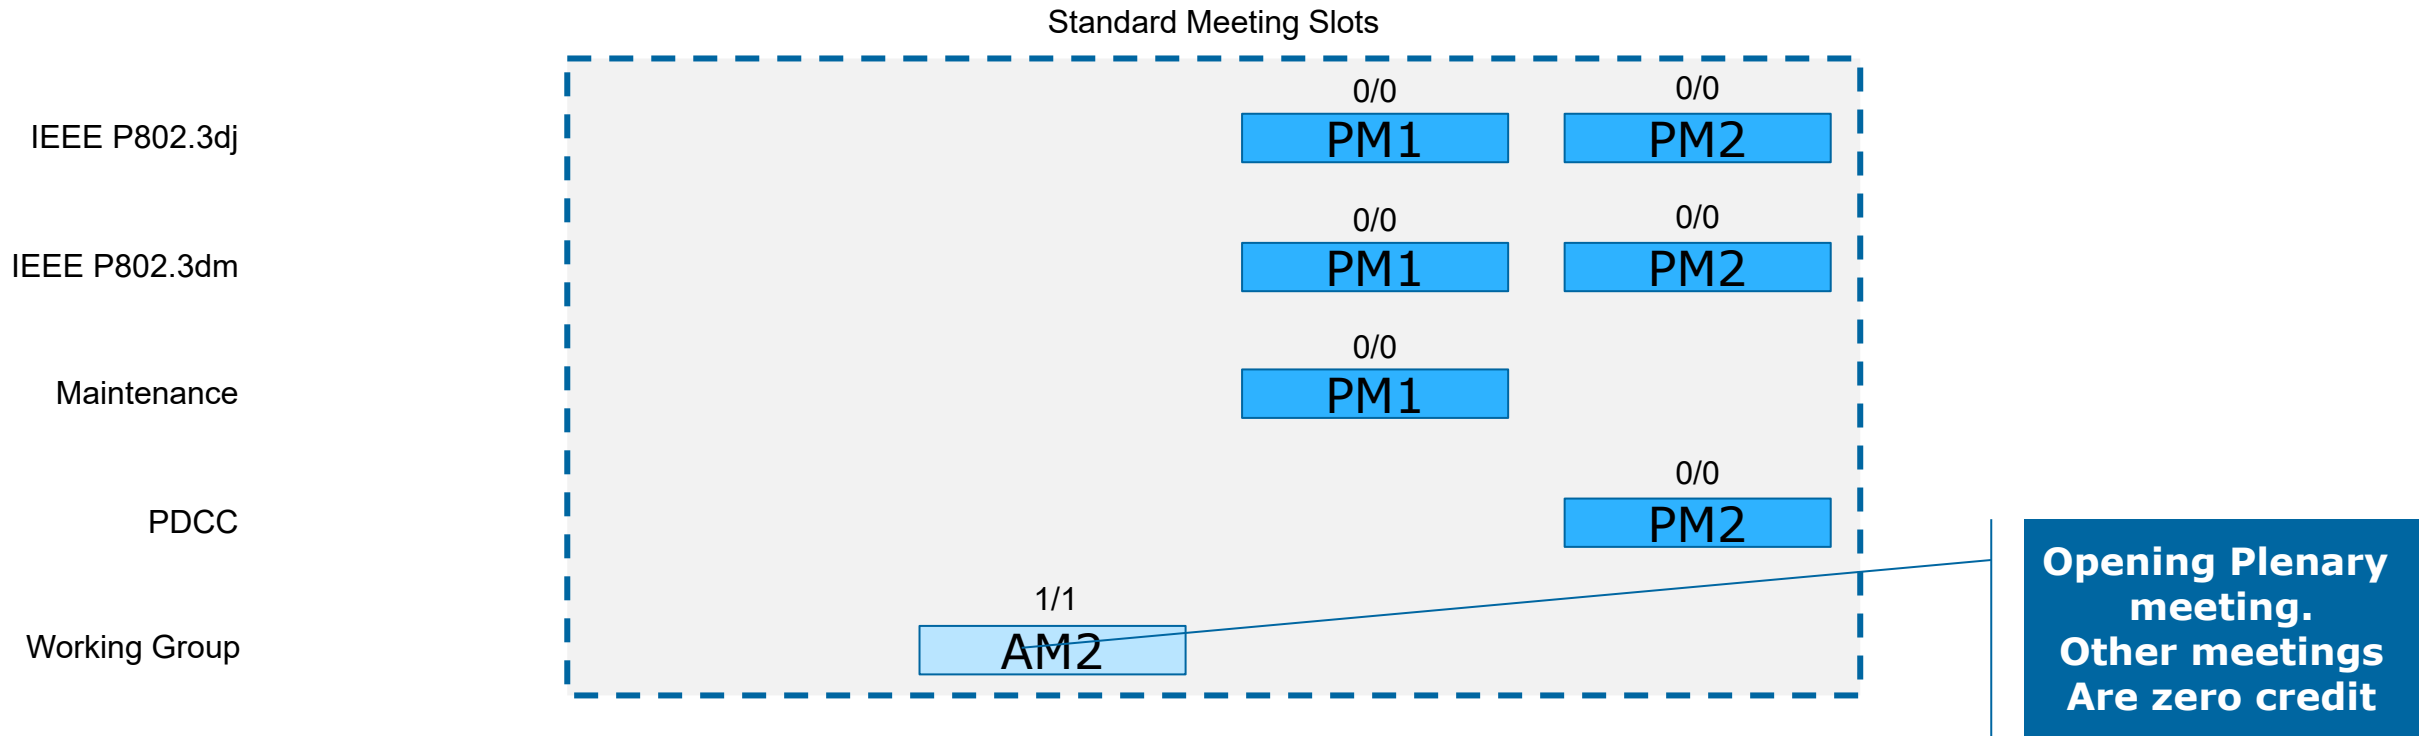 Standard Meeting Slots
0/0
0/0
IEEE P802.3dj
PM1
PM2
0/0
0/0
IEEE P802.3dm
PM1
PM2
0/0
Maintenance
PM1
0/0
PDCC
PM2
1/1
Working Group
AM2
Opening Plenary
meeting.
Other meetings
Are zero credit